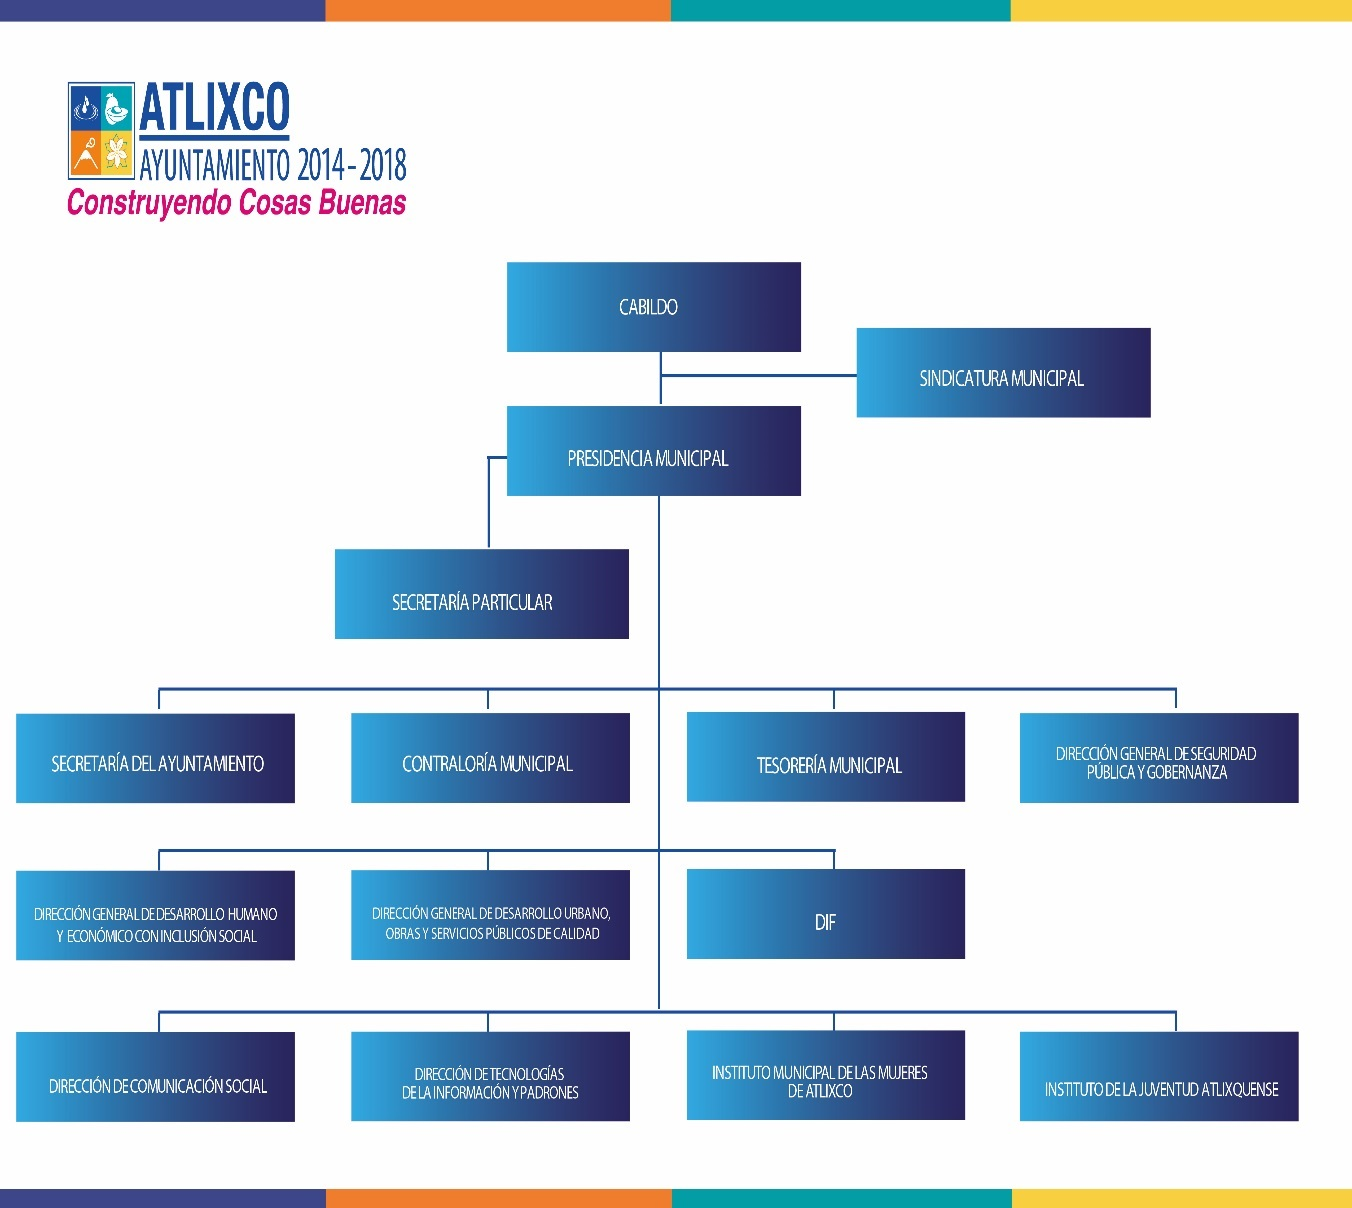 ATLIXCO
AYUNTAMIENTO 2014-2018
Construyendo Cosas Buenas
CABILDO
SINDICATURA MUNICIPAL
PRESIDENCIA MUNICIPAL
SECRETARÍA PARTICULAR
SECRETARÍA DEL AYUNTAMIENTO
CONTRALORÍA MUNICIPAL
TESORERÍA MUNICIPAL
DIRECCIÓN GENERAL DE SEGURIDAD
PÚBLICA Y GOBERNANZA
DIRECCIÓN GENERAL DE DESARROLLO HUMANO
Y ECONÓMICO CON INCLUSIÓN SOCIAL
DIRECCIÓN GENERAL DE DESARROLLO URBANO,
OBRAS Y SERVICIOS PÚBLICOS DE CALIDAD
DIF
DIRECCIÓN DE COMUNICACIÓN SOCIAL
DIRECCIÓN DE TECNOLOGÍAS
DE LA INFORMACIÓN Y PADRONES
INSTITUTO MUNICIPAL DE LAS MUJERES
DE ATLIXCO
INSTITUTO DE LA JUVENTUD ATLIXQUENSE